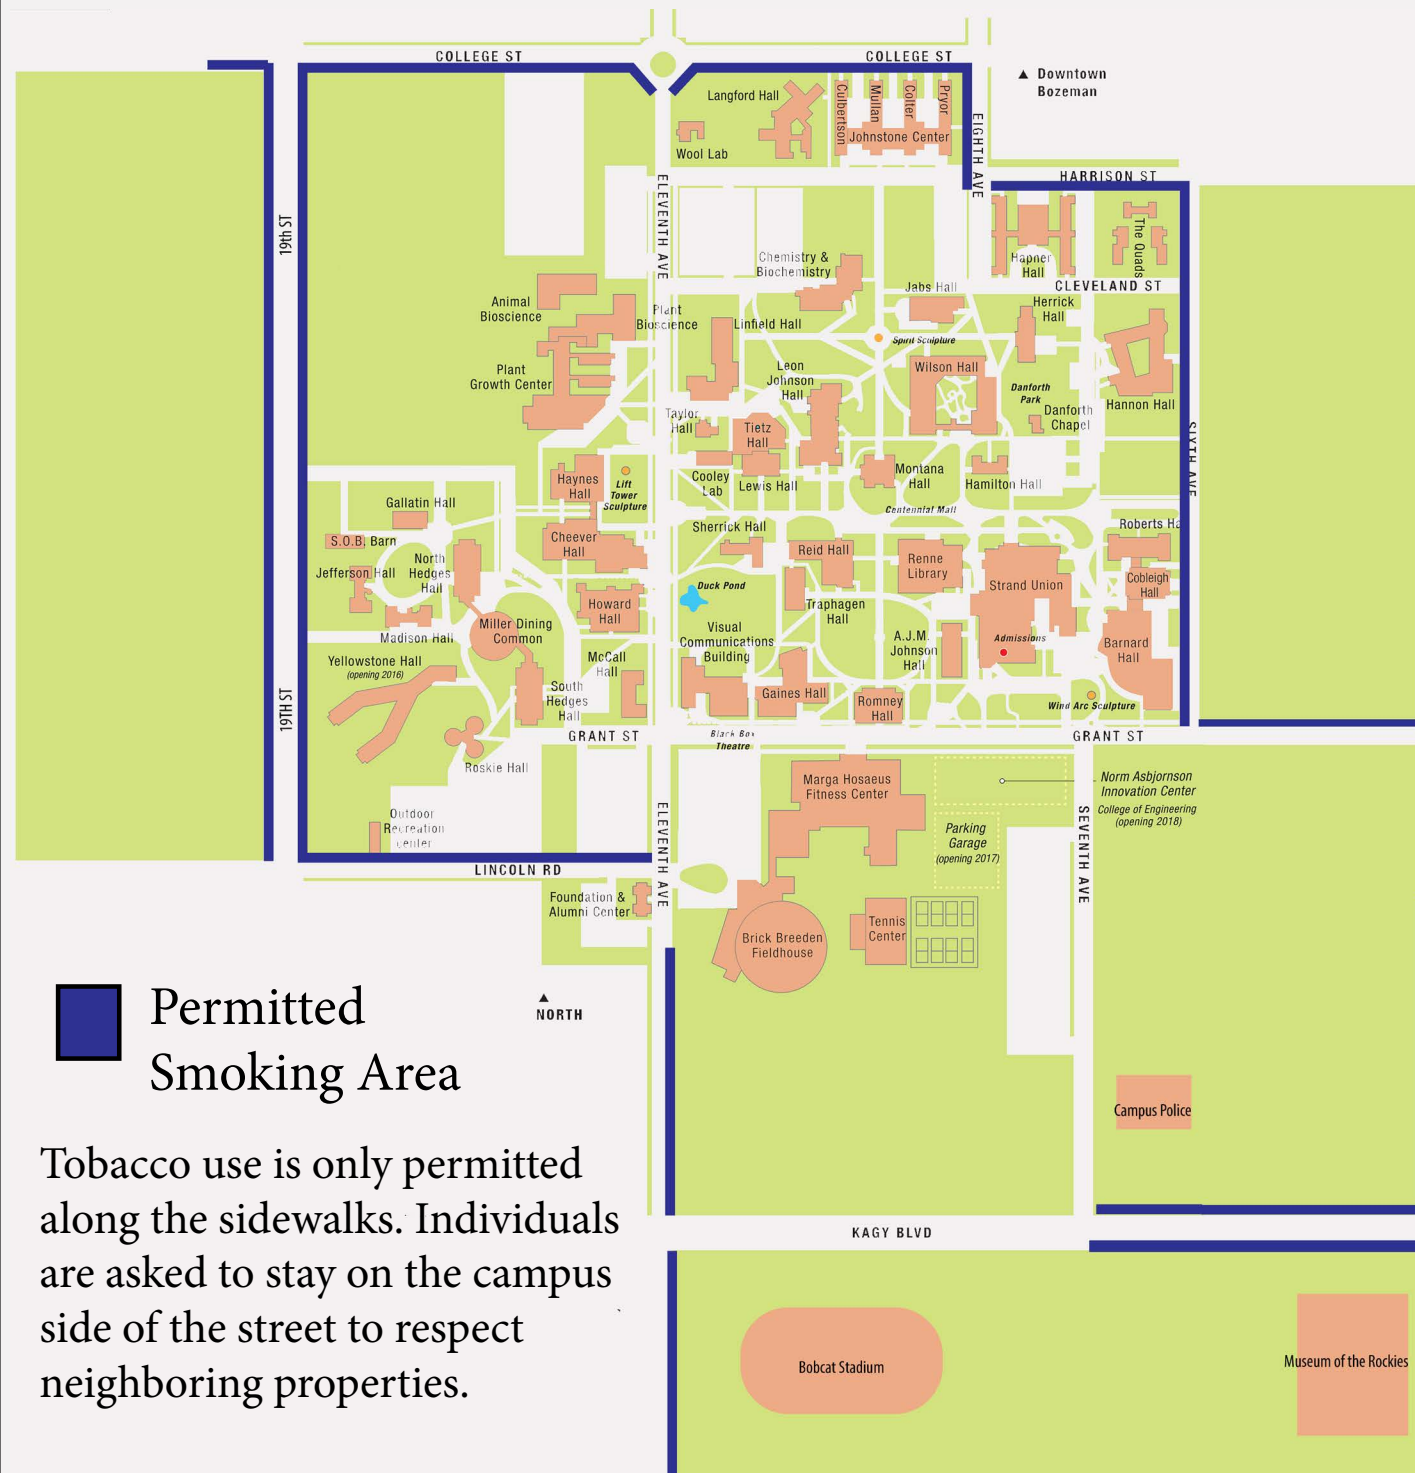 COLLEGE ST
COLLEGE ST
▲ Downtown
Bozeman
Langford Hall
Culbertson
Mullan
Colter
Pryor
Johnstone Center
Wool Lab
EIGHTH AVE
HARRISON ST
ELEVENTH AVE
19th ST
The Quads
Hapner
Hall
Chemistry &
Biochemistry
CLEVELAND ST
Jabs Hall
Herrick
Hall
Animal
Bioscience
Plant
Bioscience
Linfield Hall
Spirit Sculpture
Plant
Growth Center
Leon
Johnson
Hall
Wilson Hall
Danforth
Park
Hannon Hall
Danforth
Chapel
Taylor
Hall
Tietz
Hall
SIXTH AVE
Haynes
Hall
Lift
Tower
Sculpture
Cooley
Lab
Lewis Hall
Montana
Hall
Hamilton Hall
Gallatin Hall
Centennial Mall
Sherrick Hall
Roberts Ha
S.O.B. Barn
Cheever
Hall
Reid Hall
Renne
Library
Jefferson Hall
North
Hedges
Hall
Strand Union
Cobleigh
Hall
Duck Pond
Howard
Hall
Traphagen
Hall
Madison Hall
Miller Dining
Common
Visual
Communications
Building
A.J.M.
Johnson
Hall
Admissions
Barnard
Hall
Yellowstone Hall
(opening 2016)
McCall
Hall
South
Hedges
Hall
Gaines Hall
Romney
Hall
Wind Arc Sculpture
19TH ST
GRANT ST
Black Box
Theatre
GRANT ST
Roskie Hall
Marga Hosaeus
Fitness Center
Norm Asbjornson
Innovation Center
College of Engineering
(opening 2018)
Outdoor
Recreation
Center
Parking
Garage
(opening 2017)
ELEVENTH AVE
SEVENTH AVE
LINCOLN RD
Foundation &
Alumni Center
Brick Breeden
Fieldhouse
Tennis
Center
▲
NORTH
Permitted
Smoking Area
Campus Police
Tobacco use is only permitted
along the sidewalks. Individuals
are asked to stay on the campus
side of the street to respect
neighboring properties.
KAGY BLVD
Bobcat Stadium
Museum of the Rockies